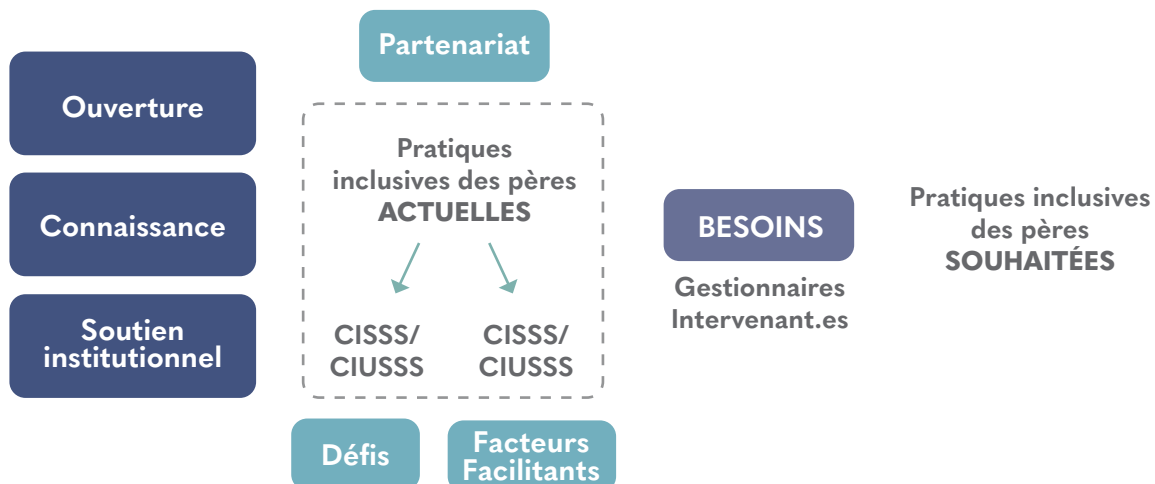 Ouverture
Connaissance
Soutien
institutionnel
Partenariat
Pratiques
inclusives des pères
ACTUELLES
CISSS/
CIUSSS
CISSS/
CIUSSS
Défis
Facteurs
Facilitants
BESOINS
Gestionnaires
Intervenant.es
Pratiques inclusives
des pères
SOUHAITÉES